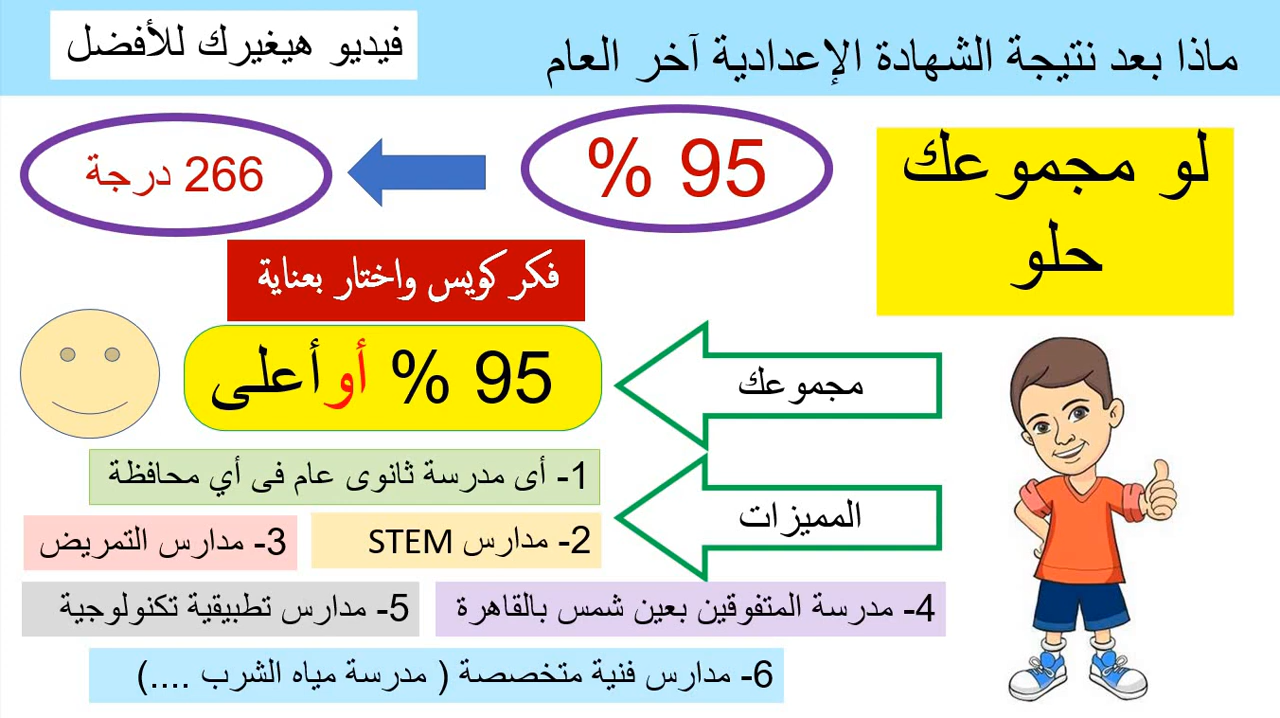 ماذا بعد نتيجة الشهادة الإعدادية آخر العام
فيديو هيغيرك للأفضل
لو مجموعك
حلو
95 %
266 درجة
فكر كويس واختار بعناية
مجموعك
95 % أو أعلى
المميزات
1- أى مدرسة ثانوى عام فى أي محافظة
2- مدارس STEM
3- مدارس التمريض
4- مدرسة المتفوقين بعين شمس بالقاهرة
5- مدارس تطبيقية تكنولوجية
6- مدارس فنية متخصصة ( مدرسة مياه الشرب ....)